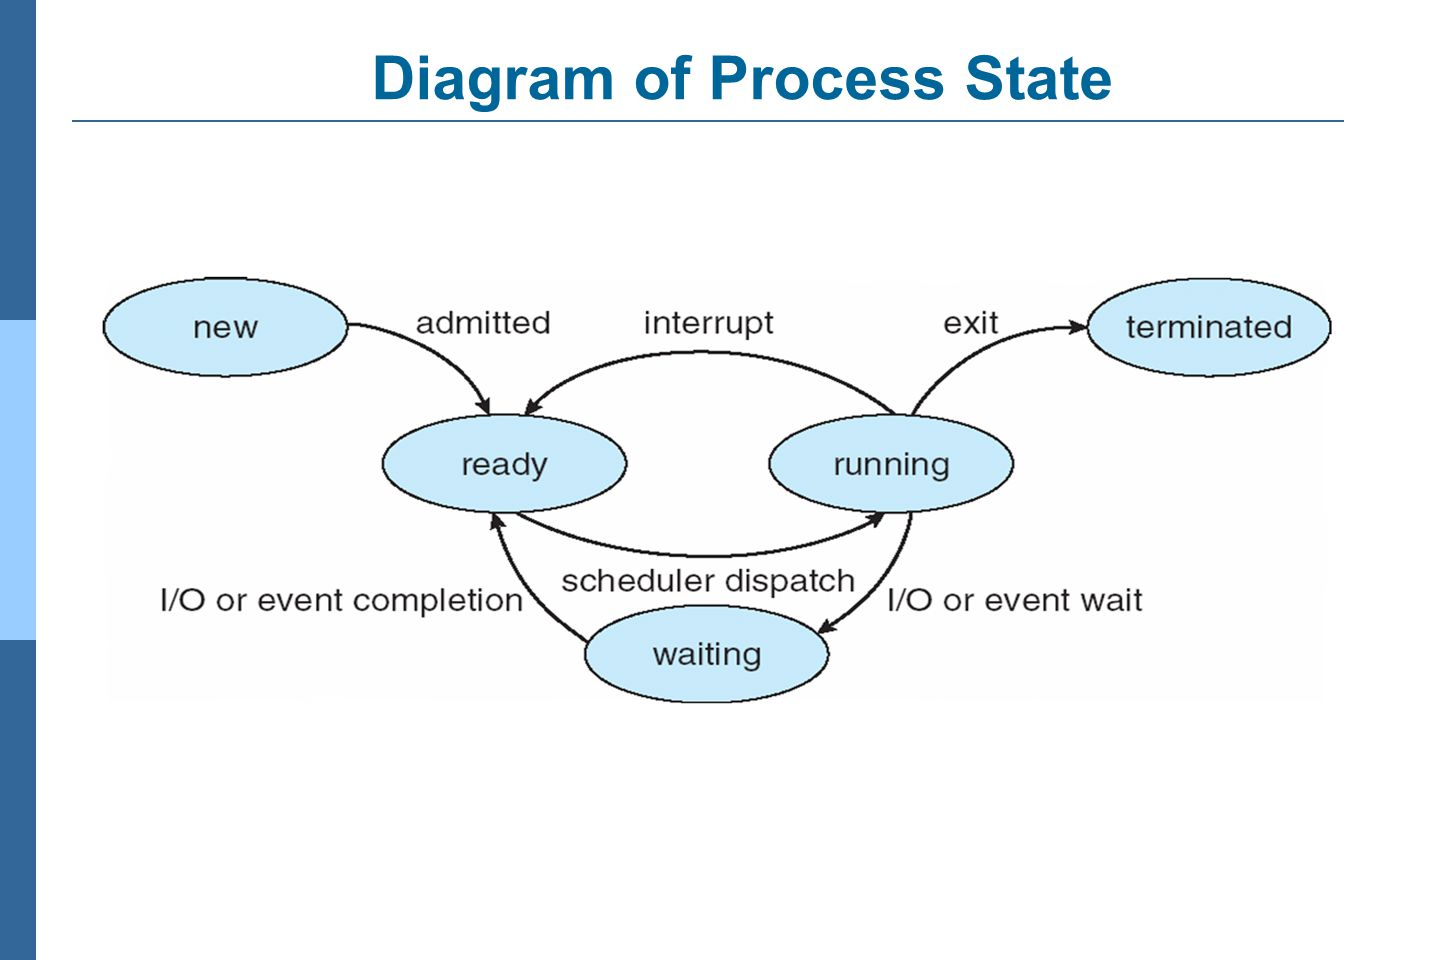 Diagram of Process State
new
admitted
interrupt
exit
terminated
ready
running
scheduler dispatch
I/O or event completion
I/O or event wait
waiting